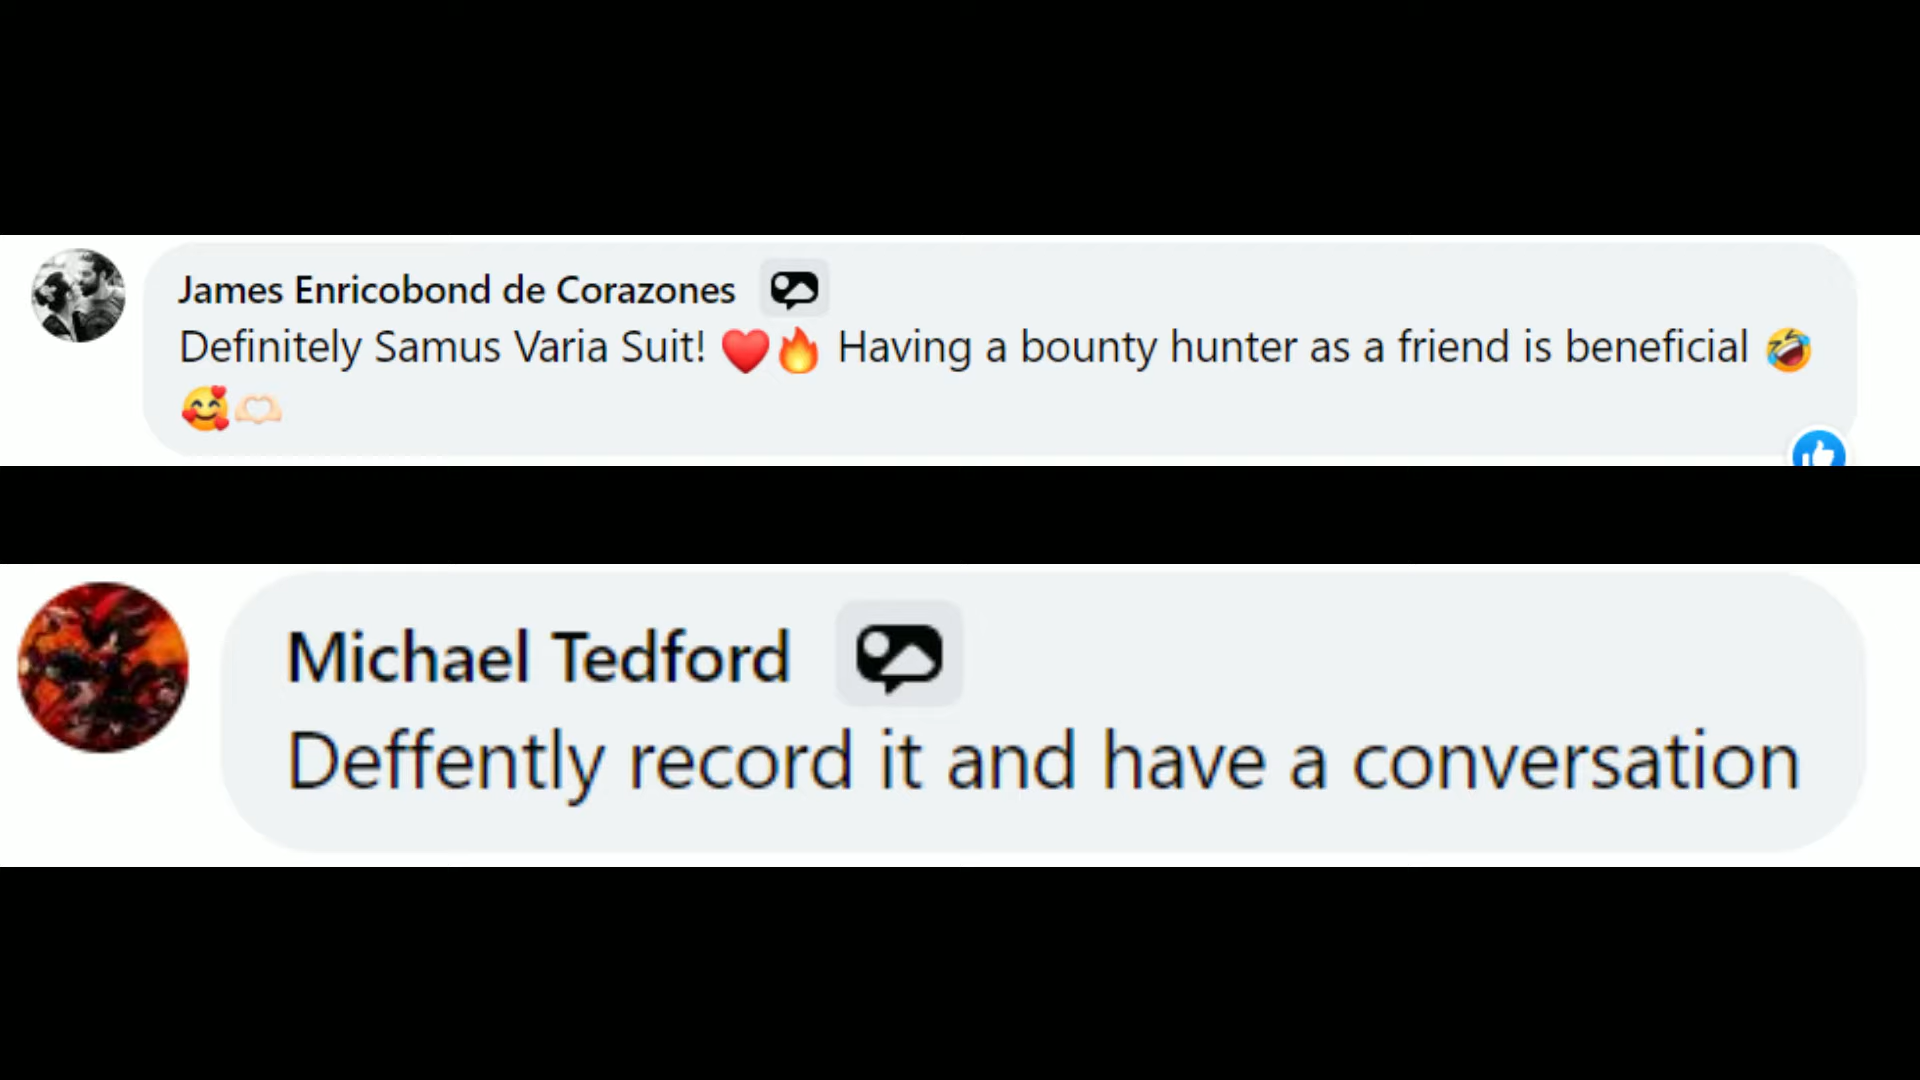 James Enricobond de Corazones
Definitely Samus Varia Suit! ❤️🔥 Having a bounty hunter as a friend is beneficial 🤣
🥰🫶🏻
Michael Tedford
Deffently record it and have a conversation